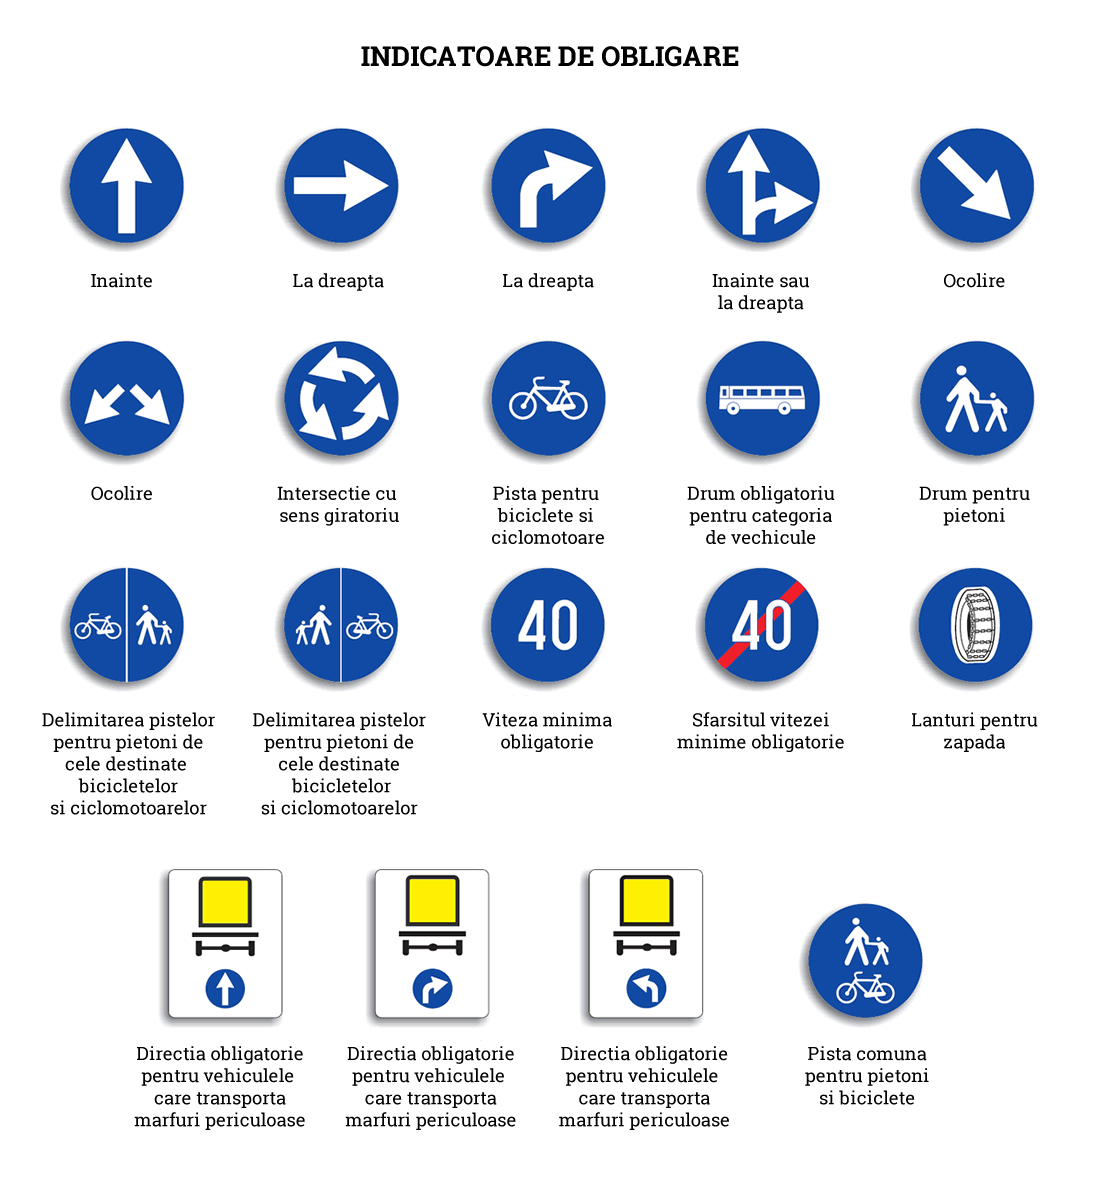 INDICATOARE DE OBLIGARE
Inainte
La dreapta
La dreapta
Inainte sau
la dreapta
Ocolire
Ocolire
Intersectie cu
sens giratoriu
Pista pentru
biciclete si
ciclomotoare
Drum obligatoriu
pentru categoria
de vechicule
Drum pentru
pietoni
40
40
Delimitarea pistelor
pentru pietoni de
cele destinate
bicicletelor
si ciclomotoarelor
Delimitarea pistelor
pentru pietoni de
cele destinate
bicicletelor
si ciclomotoarelor
Viteza minima
obligatorie
Sfarsitul vitezei
minime obligatorie
Lanturi pentru
zapada
Directia obligatorie
pentru vehiculele
care transporta
marfuri periculoase
Directia obligatorie
pentru vehiculele
care transporta
marfuri periculoase
Directia obligatorie
pentru vehiculele
care transporta
marfuri periculoase
Pista comuna
pentru pietoni
si biciclete